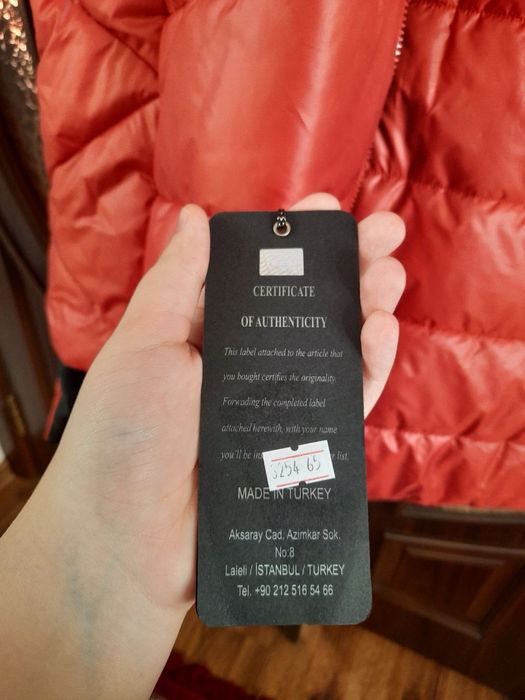 CERTIFICATE
OF AUTHENTICITY
This label attached to the article that
you bought certifies the originality.
Forwading the completed label
attached herewith, with your name
you'll be list.
254 65
MADE IN TURKEY
Aksaray Cad. Azımkar Sok.
No:8
Laleli / İSTANBUL / TURKEY
Tel. +90 212 516 54 66